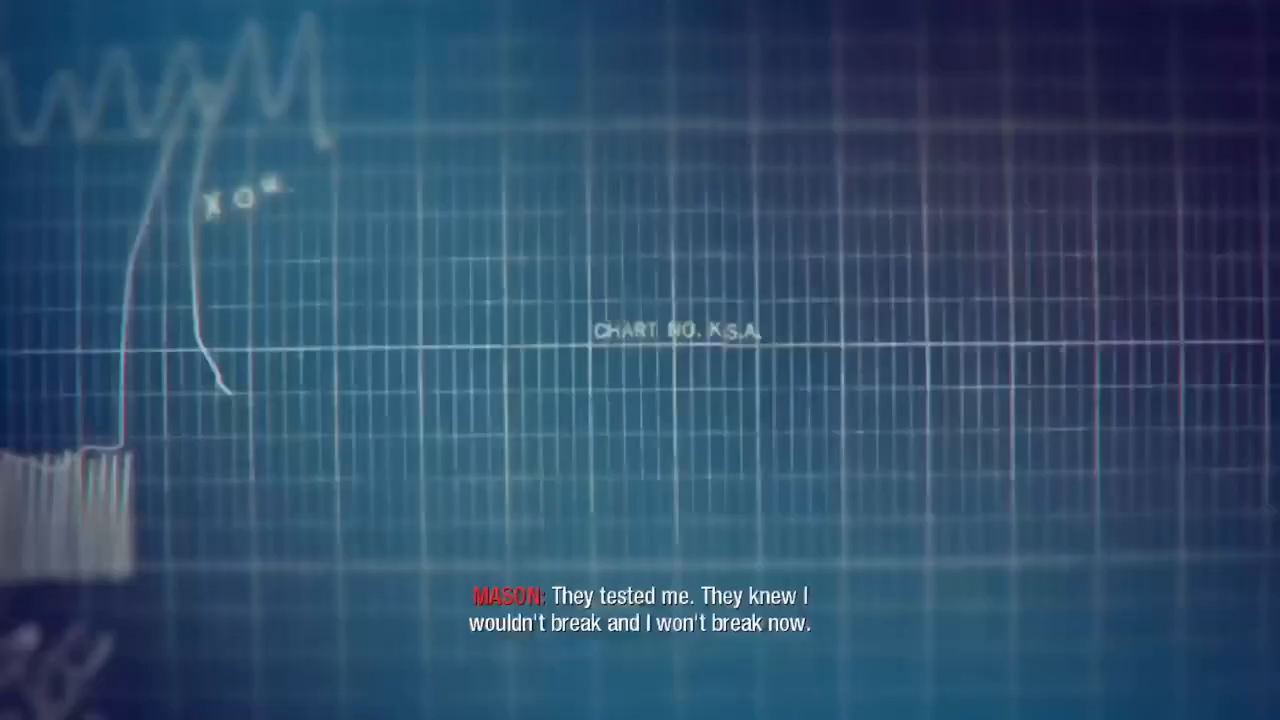 CHART NO. K.S.A.
MASON: They tested me. They knew I
wouldn't break and I won't break now.